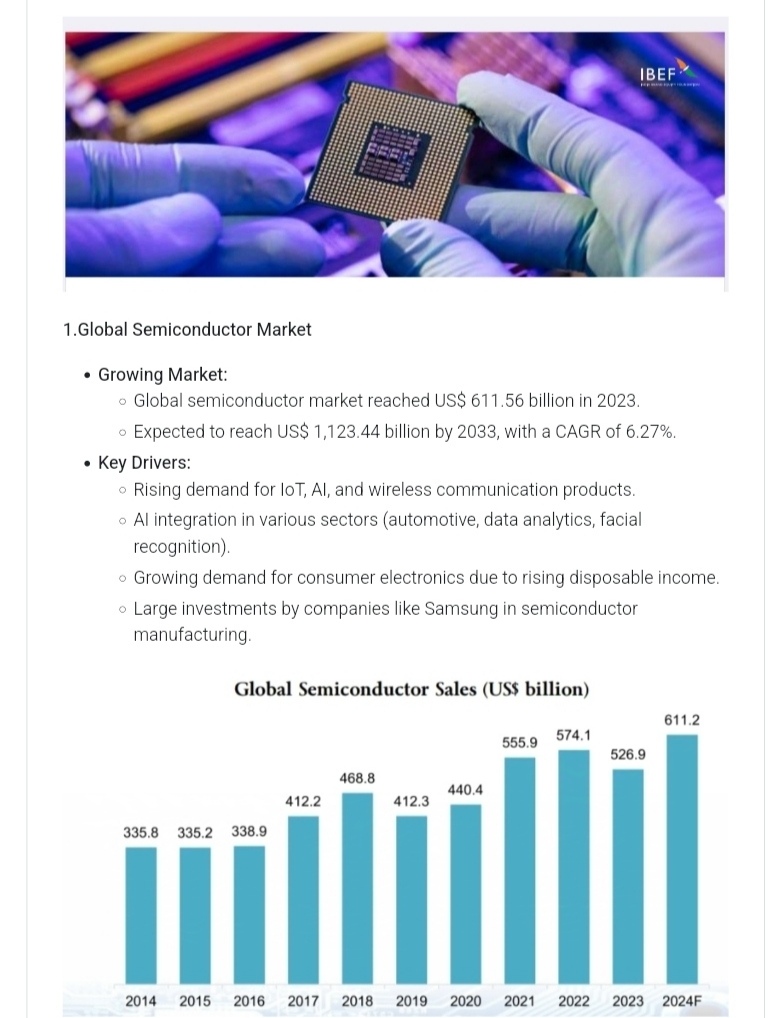 IBEF
1.Global Semiconductor Market
• Growing Market:
○ Global semiconductor market reached US$ 611.56 billion in 2023.
○ Expected to reach US$ 1,123.44 billion by 2033, with a CAGR of 6.27%.
• Key Drivers:
○ Rising demand for IoT, AI, and wireless communication products.
○ AI integration in various sectors (automotive, data analytics, facial
recognition).
○ Growing demand for consumer electronics due to rising disposable income.
○ Large investments by companies like Samsung in semiconductor
manufacturing.
Global Semiconductor Sales (US$ billion)
335.8 335.2 338.9 412.2 468.8 412.3 440.4 555.9 574.1 526.9 611.2
2014 2015 2016 2017 2018 2019 2020 2021 2022 2023 2024F